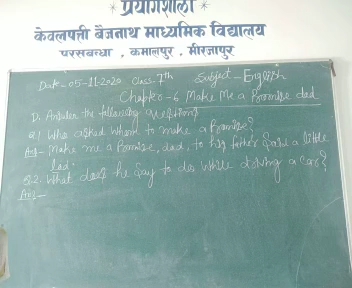 * प्रयोगशाला *
केवलपत्ती बैजनाथ माध्यमिक विद्यालय
परसबन्धा , कमालपुर , मीरजापुर
Date-05-11-2020 Class-7th Subject-English
Chapter-6 Make Me a Promise dad
D. Answer the following questions
Q.1 Who asked whom to make a Promise?
Ans- Make me a Promise, dad, to his father said a little
lad.
Q.2. What does he say to do while driving a car?
Ans-